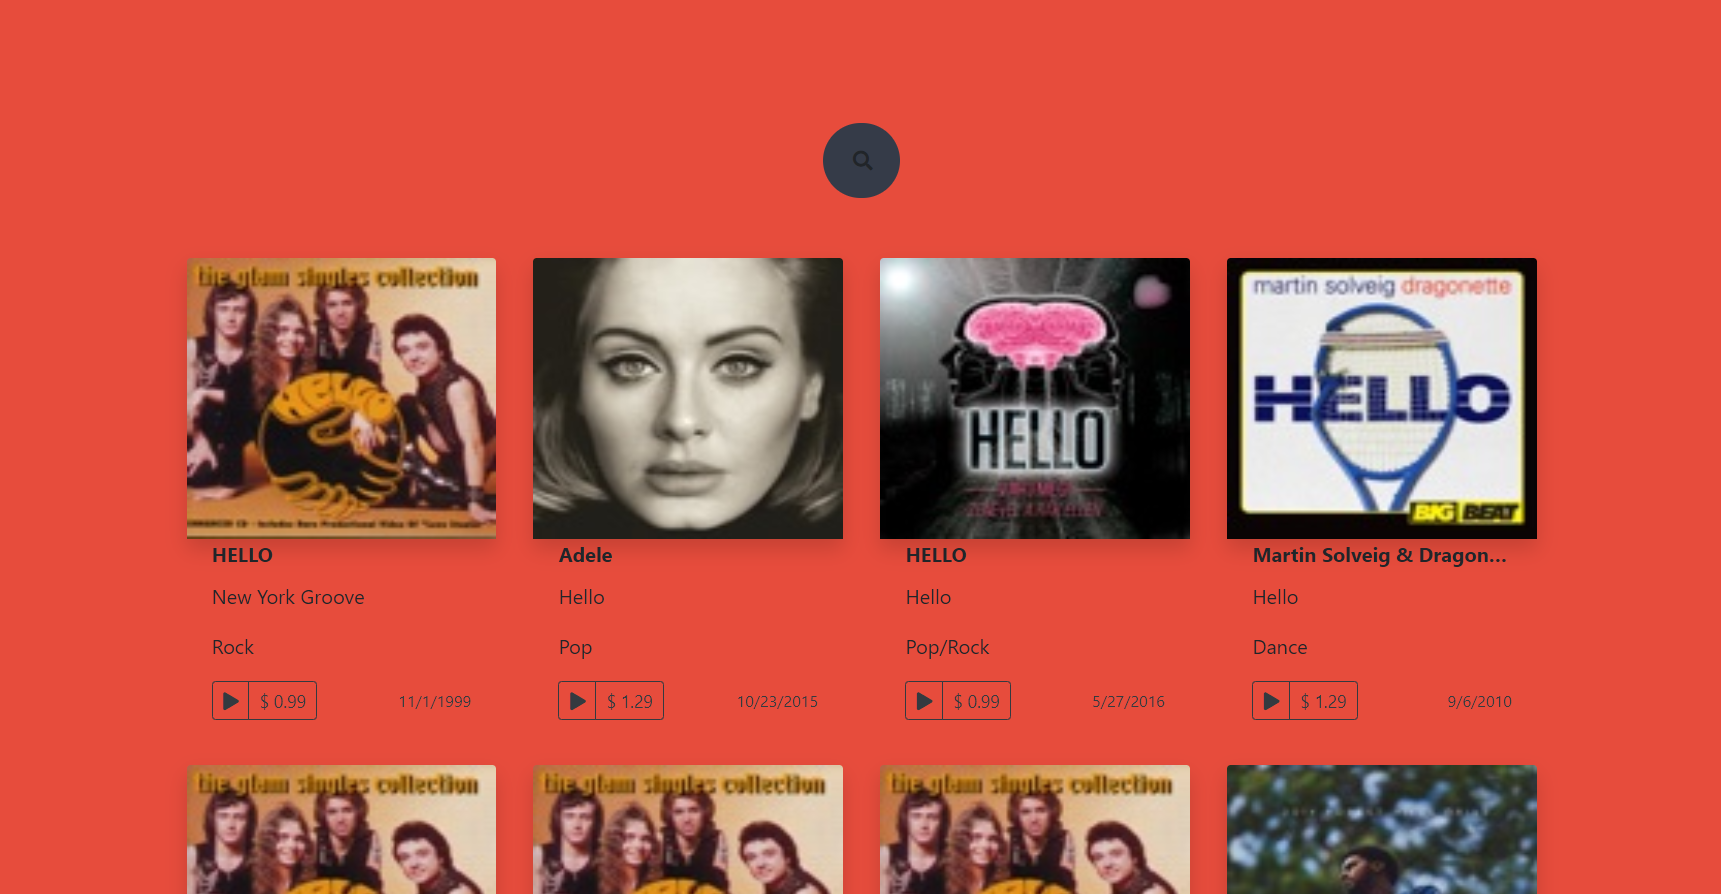 the glam singles collection
HELLO
HELLO
martin solveig dragonette
HELLO
BIG BEAT
HELLO
New York Groove
Rock
$ 0.99
11/1/1999
Adele
Hello
Pop
$ 1.29
10/23/2015
HELLO
Hello
Pop/Rock
$ 0.99
5/27/2016
Martin Solveig & Dragon...
Hello
Dance
$ 1.29
9/6/2010
the glam singles collection
the glam singles collection
the glam singles collection